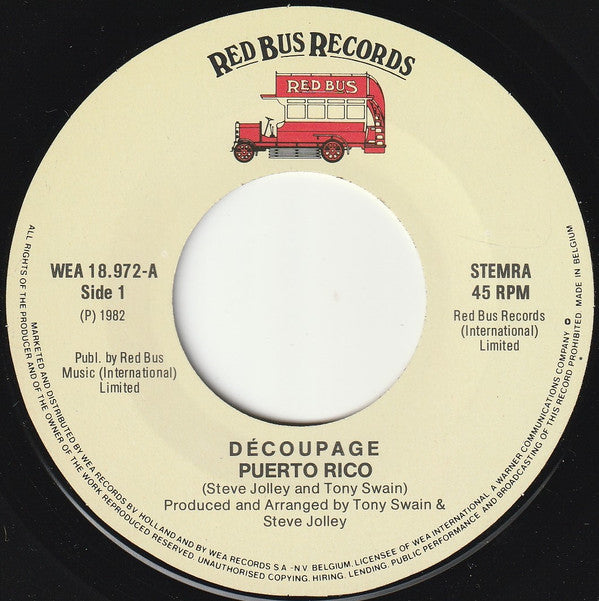 RED BUS RECORDS
RED BUS
WEA 18.972-A
Side 1
(P) 1982
Publ. by Red Bus
Music (International)
Limited
STEMRA
45 RPM
Red Bus Records
(International)
Limited
DÉCOUPAGE
PUERTO RICO
(Steve Jolley and Tony Swain)
Produced and Arranged by Tony Swain &
Steve Jolley
ALL RIGHTS OF THE PRODUCER AND OF THE OWNER OF THE WORK REPRODUCED RESERVED. UNAUTHORISED COPYING. HIRING. LENDING. PUBLIC PERFORMANCE AND BROADCASTING OF THIS RECORD PROHIBITED. MADE IN BELGIUM
MARKETED AND DISTRIBUTED BY WEA RECORDS BV HOLLAND AND BY WEA RECORDS S A -N V BELGIUM. LICENSEE OF WEA INTERNATIONAL. A WARNER COMMUNICATIONS COMPANY